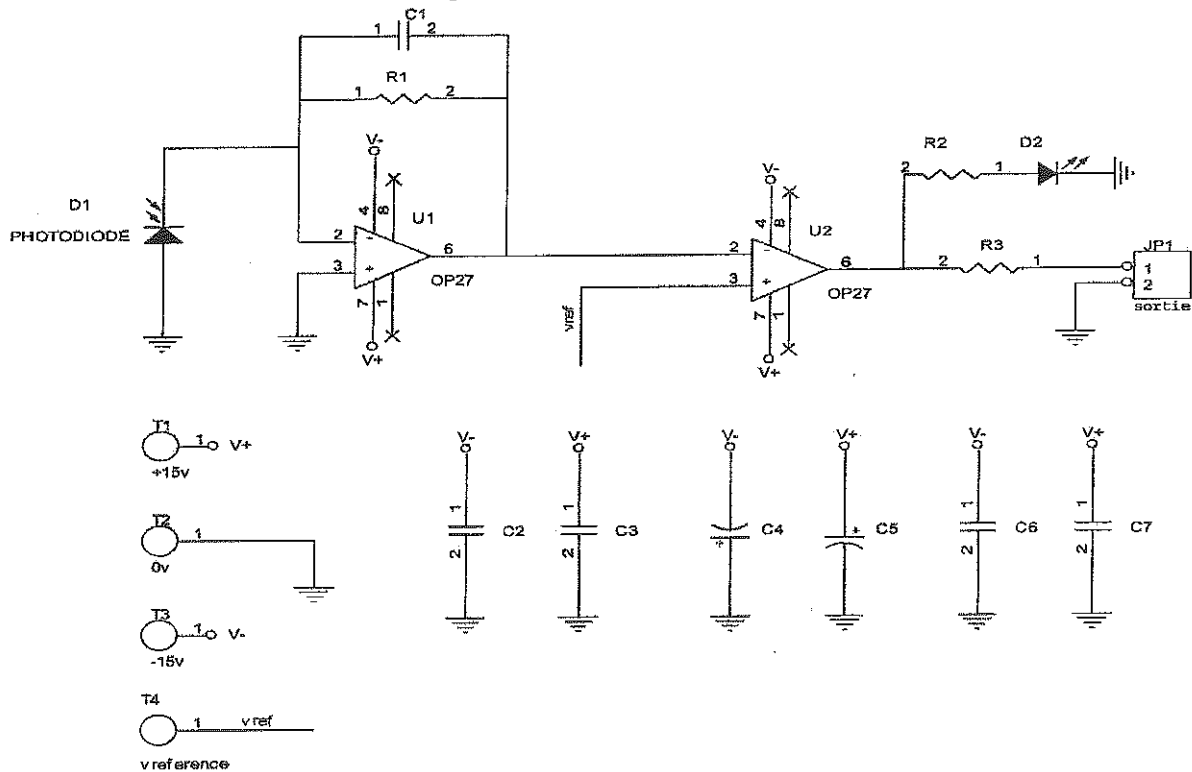 C1
1 2
R1
1 2
V-
4 8
U1
D1
PHOTODIODE
2 -
3 +
6
OP27
7 1
V+
V-
4 8
U2
2 -
3 +
6
OP27
7 1
V+
vref
R2 D2
2 1
R3
2 1
JP1
1
2
sortie
T1
1 V+
+15v
T2
1
0v
T3
1 V-
-15v
T4
1 vref
vreference
V-
1
C2
2
V+
1
C3
2
V-
C4
+
V+
+
C5
V-
1
C6
2
V+
1
C7
2